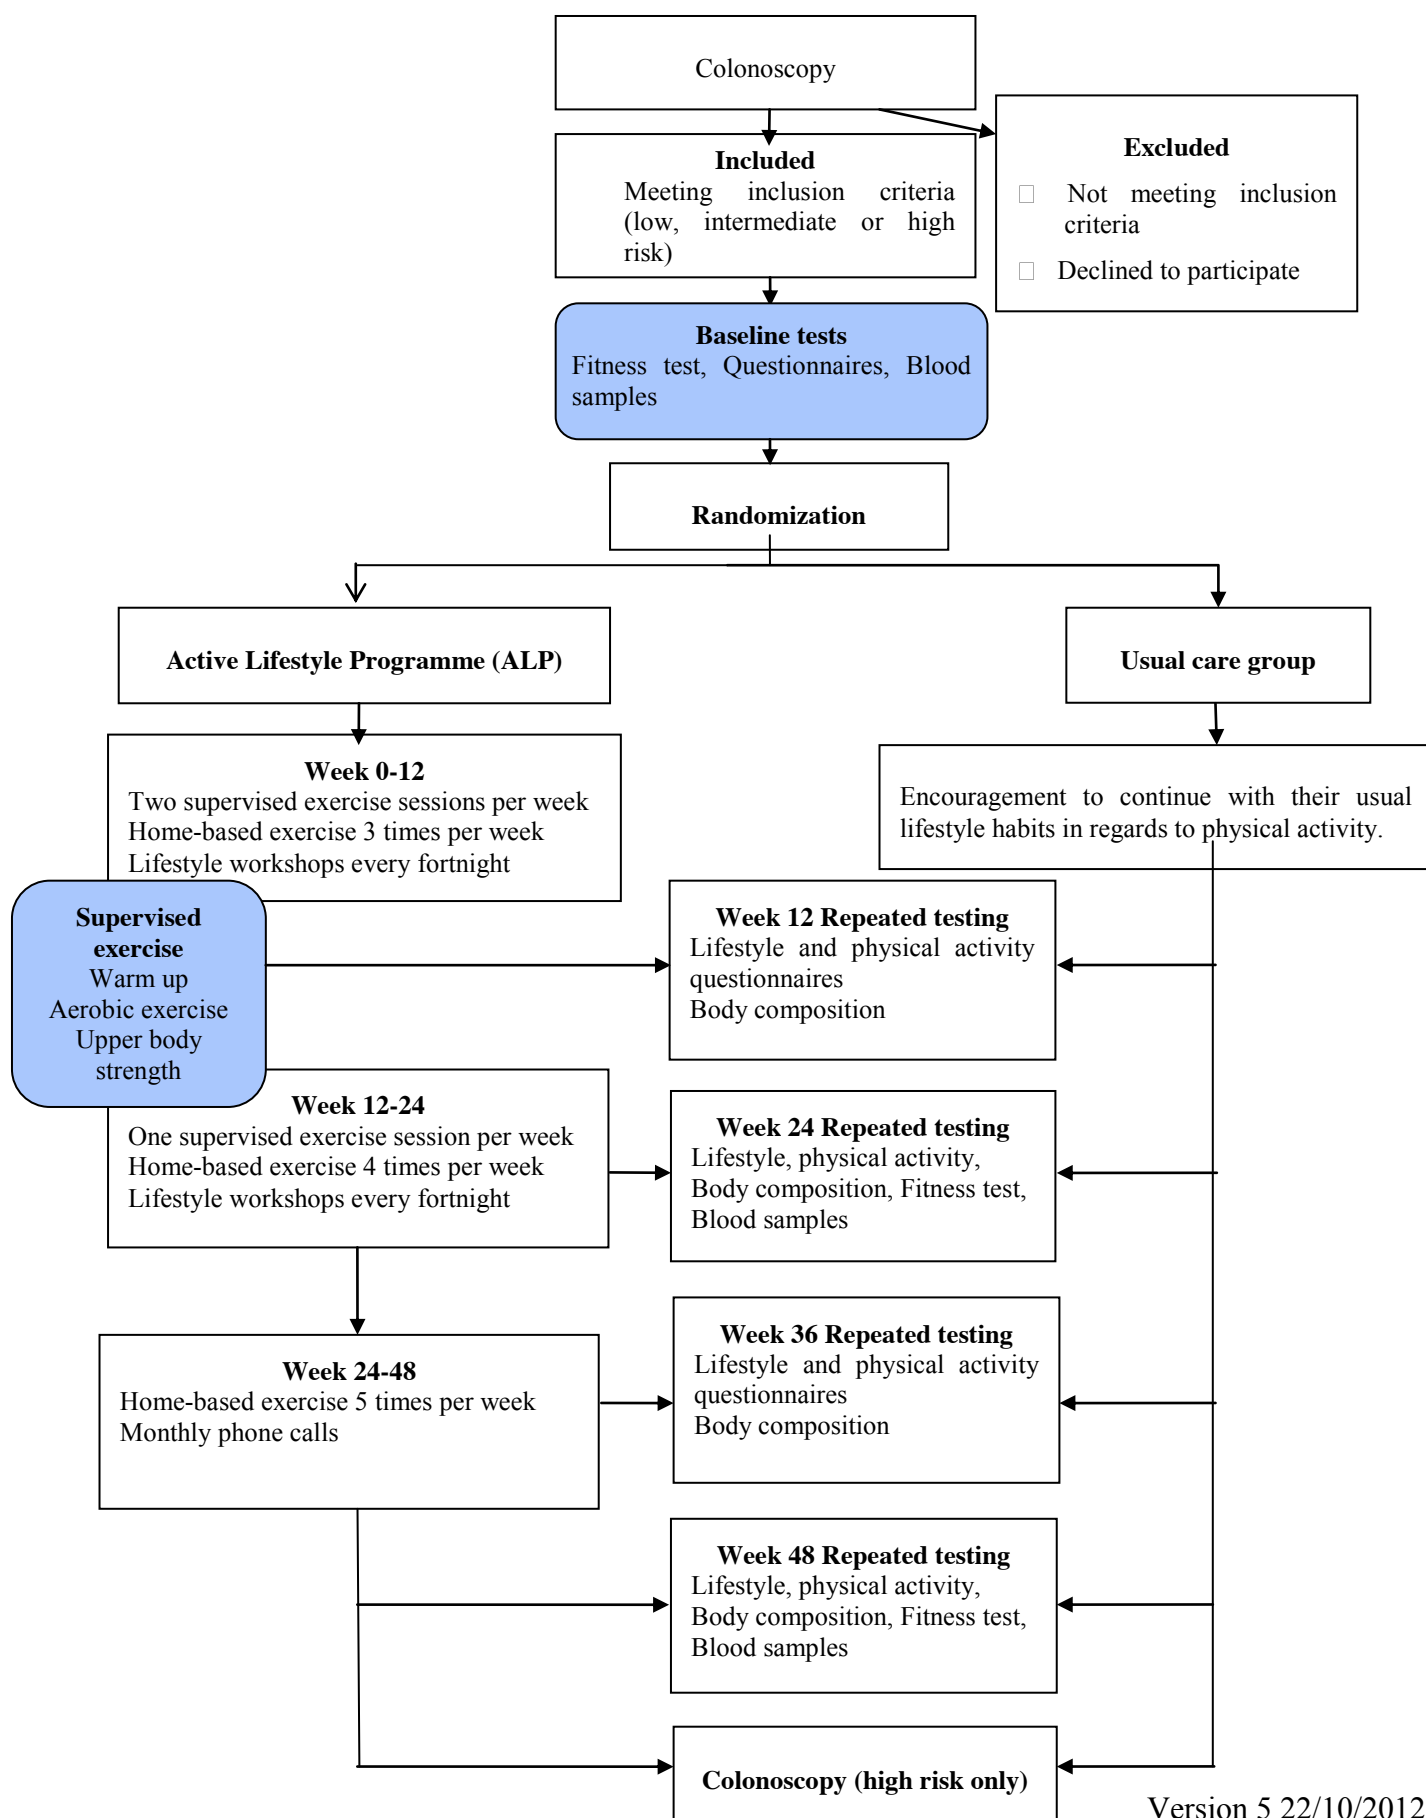 Colonoscopy
Included
Meeting inclusion criteria
(low, intermediate or high
risk)
Excluded
Not meeting inclusion
criteria
Declined to participate
Baseline tests
Fitness test, Questionnaires, Blood
samples
Randomization
Active Lifestyle Programme (ALP)
Usual care group
Week 0-12
Two supervised exercise sessions per week
Home-based exercise 3 times per week
Lifestyle workshops every fortnight
Encouragement to continue with their usual
lifestyle habits in regards to physical activity.
Supervised
exercise
Warm up
Aerobic exercise
Upper body
strength
Week 12 Repeated testing
Lifestyle and physical activity
questionnaires
Body composition
Week 12-24
One supervised exercise session per week
Home-based exercise 4 times per week
Lifestyle workshops every fortnight
Week 24 Repeated testing
Lifestyle, physical activity,
Body composition, Fitness test,
Blood samples
Week 24-48
Home-based exercise 5 times per week
Monthly phone calls
Week 36 Repeated testing
Lifestyle and physical activity
questionnaires
Body composition
Week 48 Repeated testing
Lifestyle, physical activity,
Body composition, Fitness test,
Blood samples
Colonoscopy (high risk only)
Version 5 22/10/2012